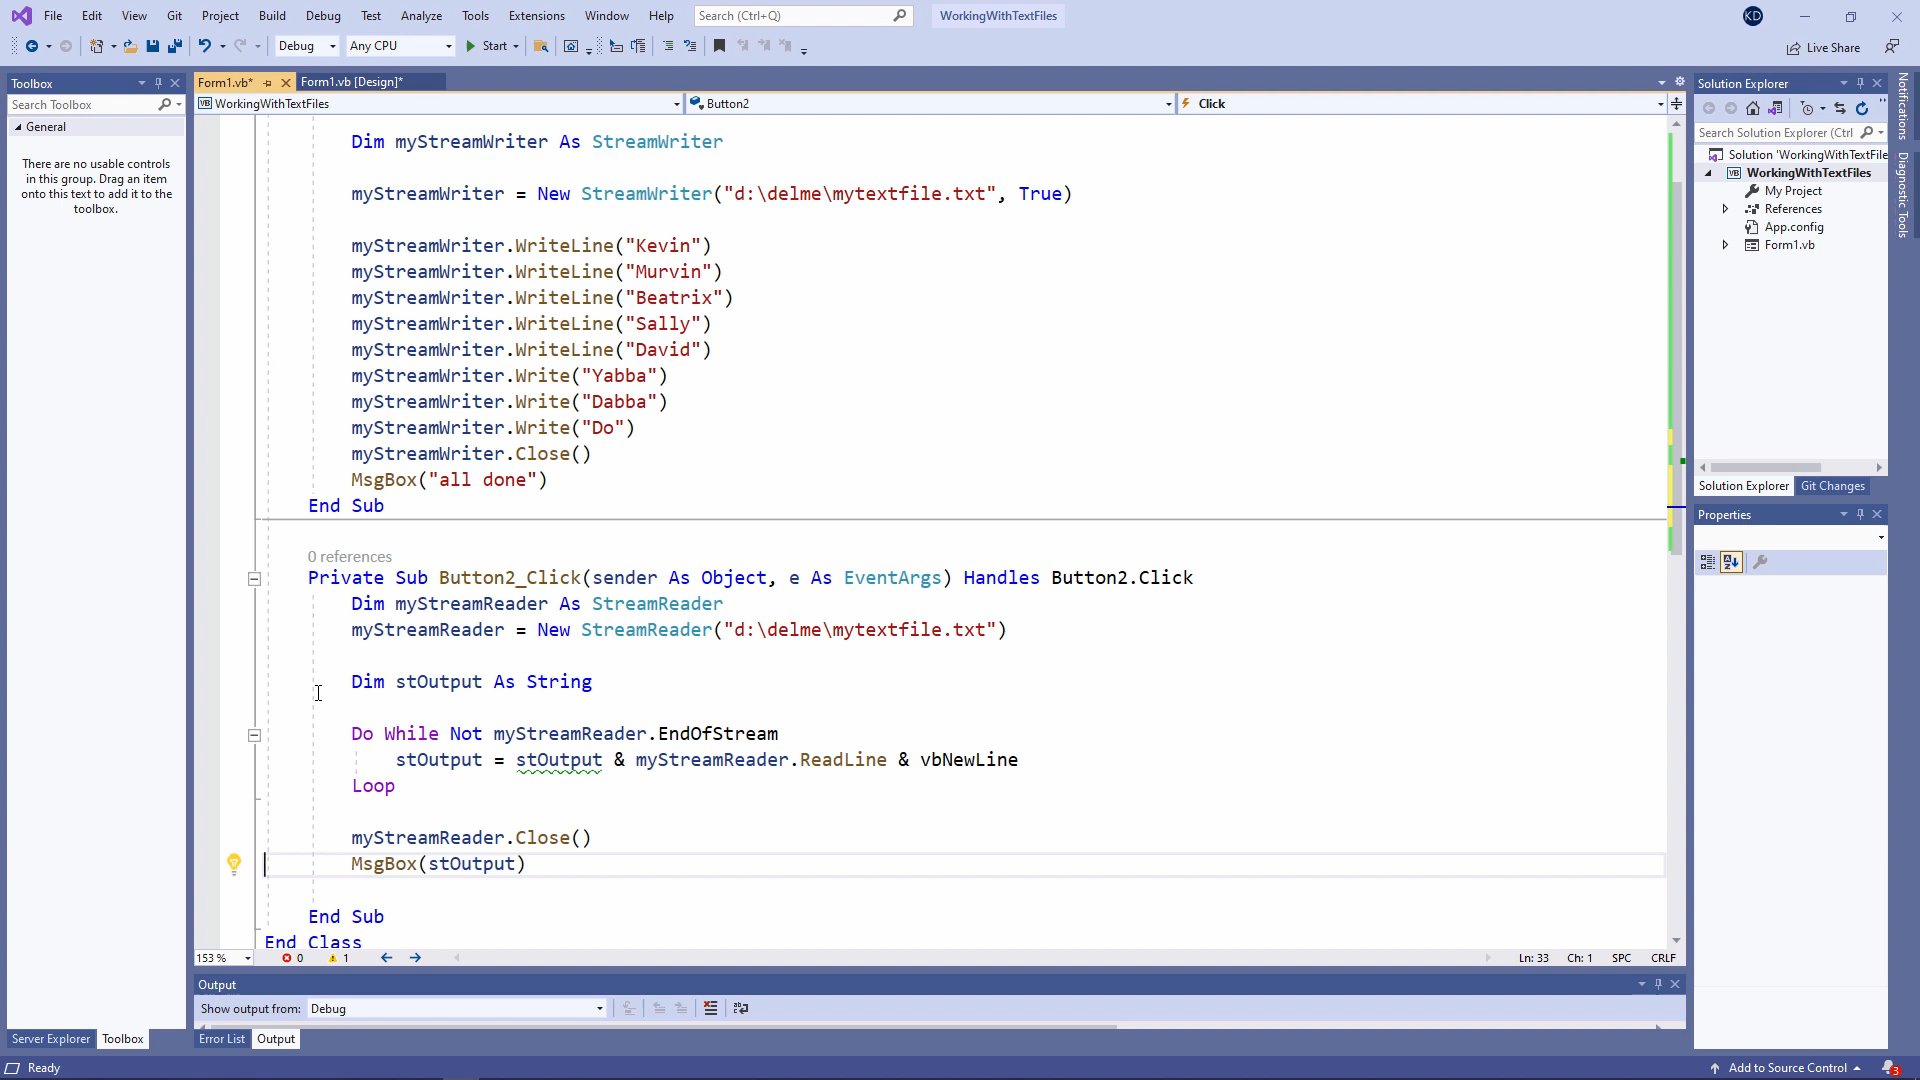 File Edit View Git Project Build Debug Test Analyze Tools Extensions Window Help Search (Ctrl+Q) WorkingWithTextFiles KD
Debug Any CPU Start Live Share
Toolbox
Search Toolbox
General
There are no usable controls
in this group. Drag an item
onto this text to add it to the
toolbox.
Server Explorer Toolbox
Form1.vb* Form1.vb [Design]*
VB WorkingWithTextFiles Button2 Click
Dim myStreamWriter As StreamWriter
myStreamWriter = New StreamWriter("d:\delme\mytextfile.txt", True)
myStreamWriter.WriteLine("Kevin")
myStreamWriter.WriteLine("Murvin")
myStreamWriter.WriteLine("Beatrix")
myStreamWriter.WriteLine("Sally")
myStreamWriter.WriteLine("David")
myStreamWriter.Write("Yabba")
myStreamWriter.Write("Dabba")
myStreamWriter.Write("Do")
myStreamWriter.Close()
MsgBox("all done")
End Sub
0 references
Private Sub Button2_Click(sender As Object, e As EventArgs) Handles Button2.Click
Dim myStreamReader As StreamReader
myStreamReader = New StreamReader("d:\delme\mytextfile.txt")
Dim stOutput As String
Do While Not myStreamReader.EndOfStream
stOutput = stOutput & myStreamReader.ReadLine & vbNewLine
Loop
myStreamReader.Close()
MsgBox(stOutput)
End Sub
End Class
153 % 0 1 Ln: 33 Ch: 1 SPC CRLF
Output
Show output from: Debug
Error List Output
Solution Explorer
Search Solution Explorer (Ctrl
Solution 'WorkingWithTextFile
VB WorkingWithTextFiles
My Project
References
App.config
Form1.vb
Solution Explorer Git Changes
Properties
Notifications
Diagnostic Tools
Ready Add to Source Control 3